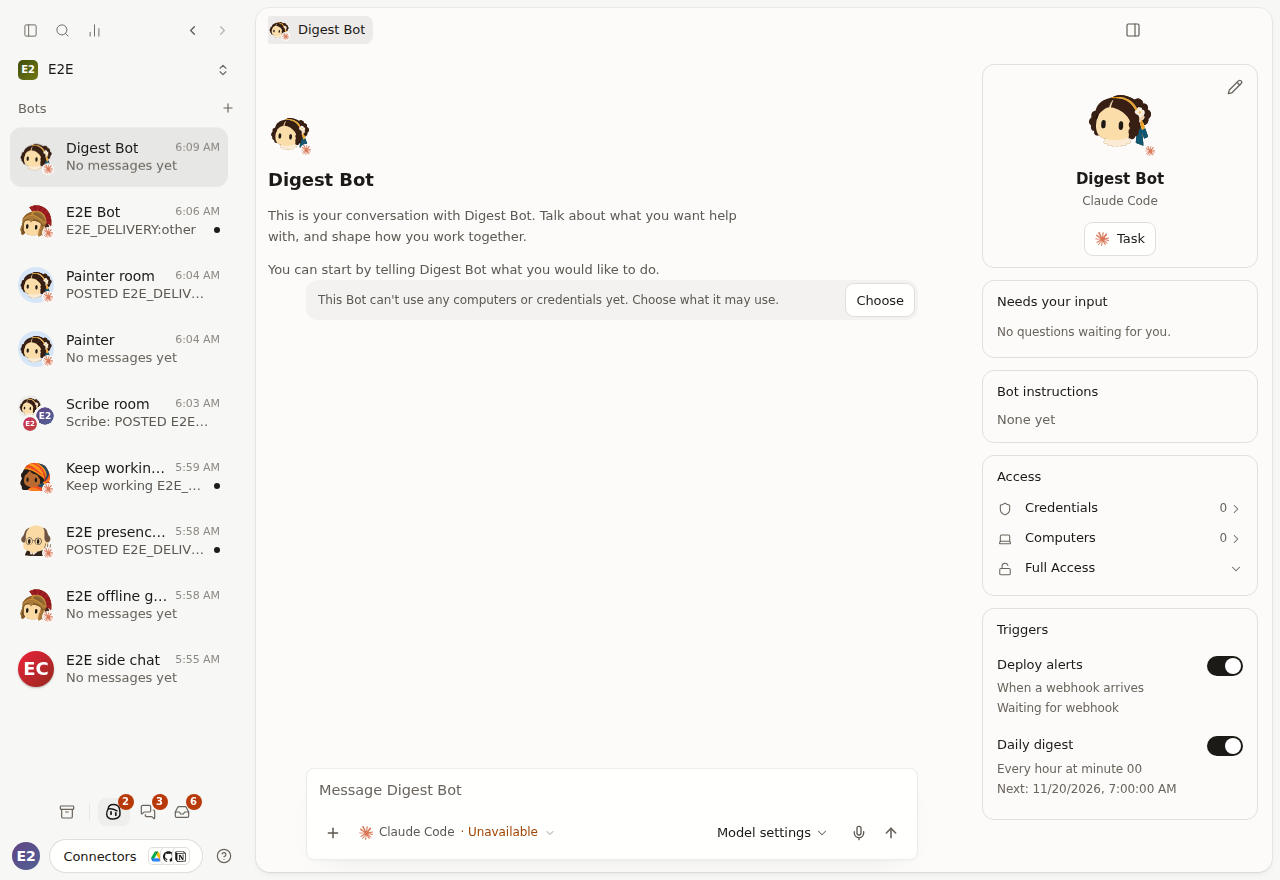 Digest Bot
E2 E2E
Bots
Digest Bot 6:09 AM
No messages yet
E2E Bot 6:06 AM
E2E_DELIVERY:other
Painter room 6:04 AM
POSTED E2E_DELIV…
Painter 6:04 AM
No messages yet
Scribe room 6:03 AM
E2 E2
Scribe: POSTED E2E…
Keep workin… 5:59 AM
Keep working E2E_…
E2E presenc… 5:58 AM
POSTED E2E_DELIV…
E2E offline g… 5:58 AM
No messages yet
EC
E2E side chat 5:55 AM
No messages yet
2 3 6
E2 Connectors
Digest Bot
This is your conversation with Digest Bot. Talk about what you want help
with, and shape how you work together.
You can start by telling Digest Bot what you would like to do.
This Bot can't use any computers or credentials yet. Choose what it may use. Choose
Message Digest Bot
Claude Code · Unavailable Model settings
Digest Bot
Claude Code
Task
Needs your input
No questions waiting for you.
Bot instructions
None yet
Access
Credentials 0
Computers 0
Full Access
Triggers
Deploy alerts
When a webhook arrives
Waiting for webhook
Daily digest
Every hour at minute 00
Next: 11/20/2026, 7:00:00 AM